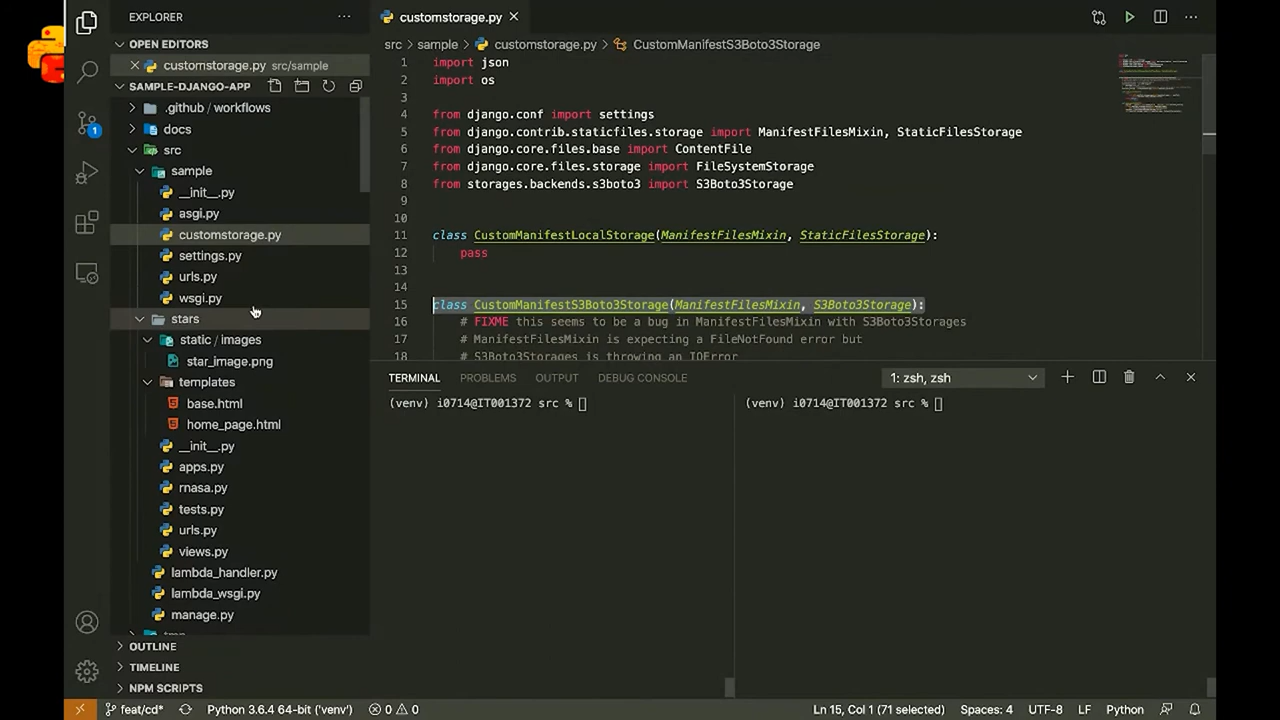 EXPLORER
OPEN EDITORS
customstorage.py src/sample
SAMPLE-DJANGO-APP
.github / workflows
docs
src
sample
__init__.py
asgi.py
customstorage.py
settings.py
urls.py
wsgi.py
stars
static / images
star_image.png
templates
base.html
home_page.html
__init__.py
apps.py
rnasa.py
tests.py
urls.py
views.py
lambda_handler.py
lambda_wsgi.py
manage.py
OUTLINE
TIMELINE
NPM SCRIPTS
1
customstorage.py
src > sample > customstorage.py > CustomManifestS3Boto3Storage
1 import json
2 import os
3
4 from django.conf import settings
5 from django.contrib.staticfiles.storage import ManifestFilesMixin, StaticFilesStorage
6 from django.core.files.base import ContentFile
7 from django.core.files.storage import FileSystemStorage
8 from storages.backends.s3boto3 import S3Boto3Storage
9
10
11 class CustomManifestLocalStorage(ManifestFilesMixin, StaticFilesStorage):
12 pass
13
14
15 class CustomManifestS3Boto3Storage(ManifestFilesMixin, S3Boto3Storage):
16 # FIXME this seems to be a bug in ManifestFilesMixin with S3Boto3Storages
17 # ManifestFilesMixin is expecting a FileNotFound error but
18 # S3Boto3Storages is throwing an IOError
TERMINAL PROBLEMS OUTPUT DEBUG CONSOLE 1: zsh, zsh
(venv) i0714@IT001372 src %
(venv) i0714@IT001372 src %
feat/cd* Python 3.6.4 64-bit ('venv') 0 0 Ln 15, Col 1 (71 selected) Spaces: 4 UTF-8 LF Python